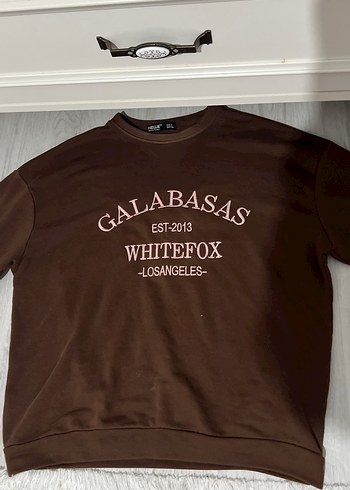 GALABASAS
EST-2013
WHITEFOX
-LOSANGELES-